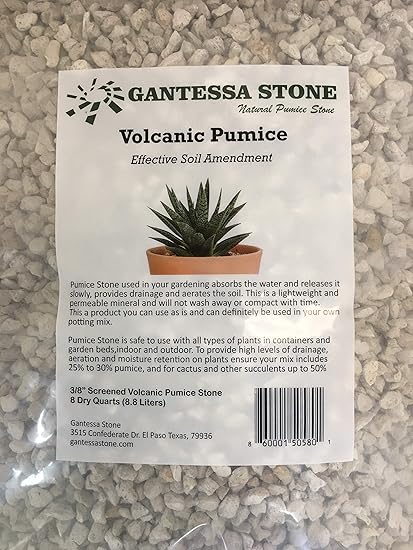 GANTESSA STONE
Natural Pumice Stone
Volcanic Pumice
Effective Soil Amendment
Pumice Stone used in your gardening absorbs the water and releases it
slowly, provides drainage and aerates the soil. This is a lightweight and
permeable mineral and will not wash away or compact with time.
This a product you can use as is and can definitely be used in your own
potting mix.
Pumice Stone is safe to use with all types of plants in containers and
garden beds,indoor and outdoor. To provide high levels of drainage,
aeration and moisture retention on plants ensure your mix includes
25% to 30% pumice, and for cactus and other succulents up to 50%
3/8" Screened Volcanic Pumice Stone
8 Dry Quarts (8.8 Liters)
Gantessa Stone
3515 Confederate Dr. El Paso Texas, 79936
gantessastone.com
8 60001 50580 1